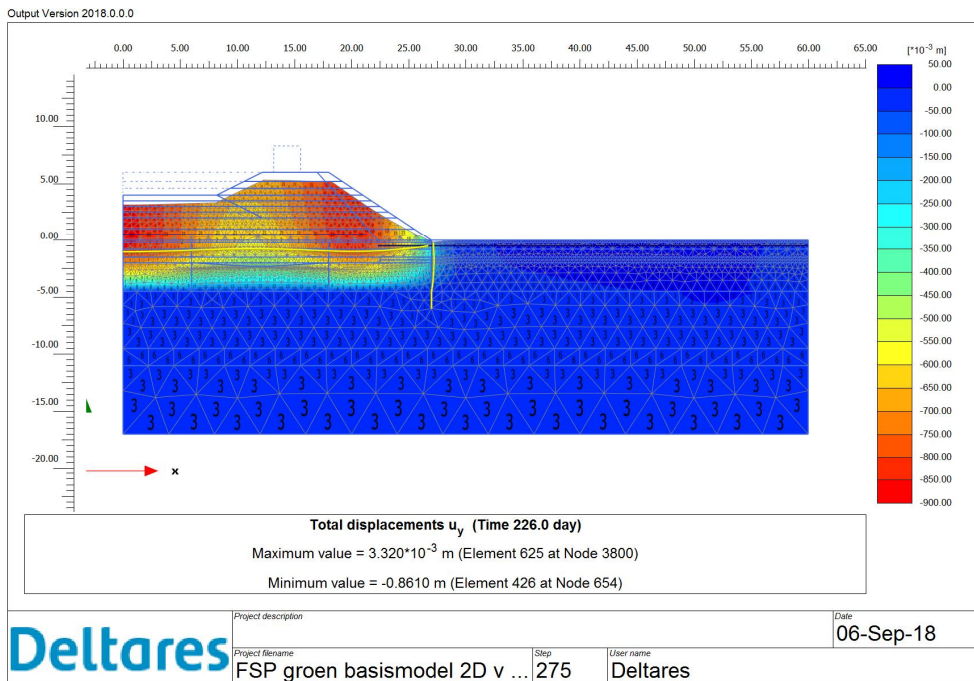 Output Version 2018.0.0.0
0.00 5.00 10.00 15.00 20.00 25.00 30.00 35.00 40.00 45.00 50.00 55.00 60.00 65.00
[*10⁻³ m]
10.00
5.00
0.00
-5.00
-10.00
-15.00
-20.00
50.00
0.00
-50.00
-100.00
-150.00
-200.00
-250.00
-300.00
-350.00
-400.00
-450.00
-500.00
-550.00
-600.00
-650.00
-700.00
-750.00
-800.00
-850.00
-900.00
x
Total displacements u_y (Time 226.0 day)
Maximum value = 3.320*10⁻³ m (Element 625 at Node 3800)
Minimum value = -0.8610 m (Element 426 at Node 654)
Deltares
Project description
Date
06-Sep-18
Project filename
FSP groen basismodel 2D v ...
Step
275
User name
Deltares